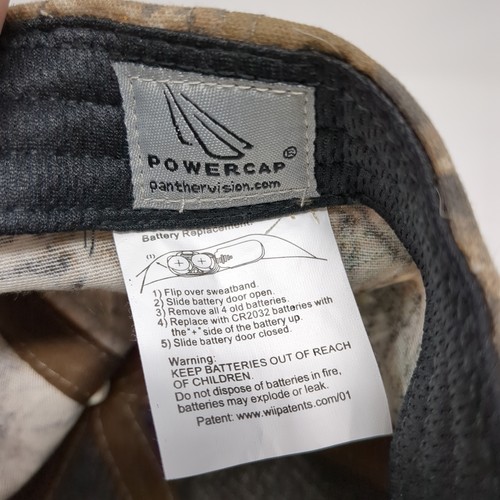 POWERCAP®
panthervision.com
Battery Replacement
(1)
1) Flip over sweatband.
2) Slide battery door open.
3) Remove all 4 old batteries.
4) Replace with CR2032 batteries with
the "+" side of the battery up.
5) Slide battery door closed.
Warning:
KEEP BATTERIES OUT OF REACH
OF CHILDREN.
Do not dispose of batteries in fire,
batteries may explode or leak.
Patent: www.wiipatents.com/01